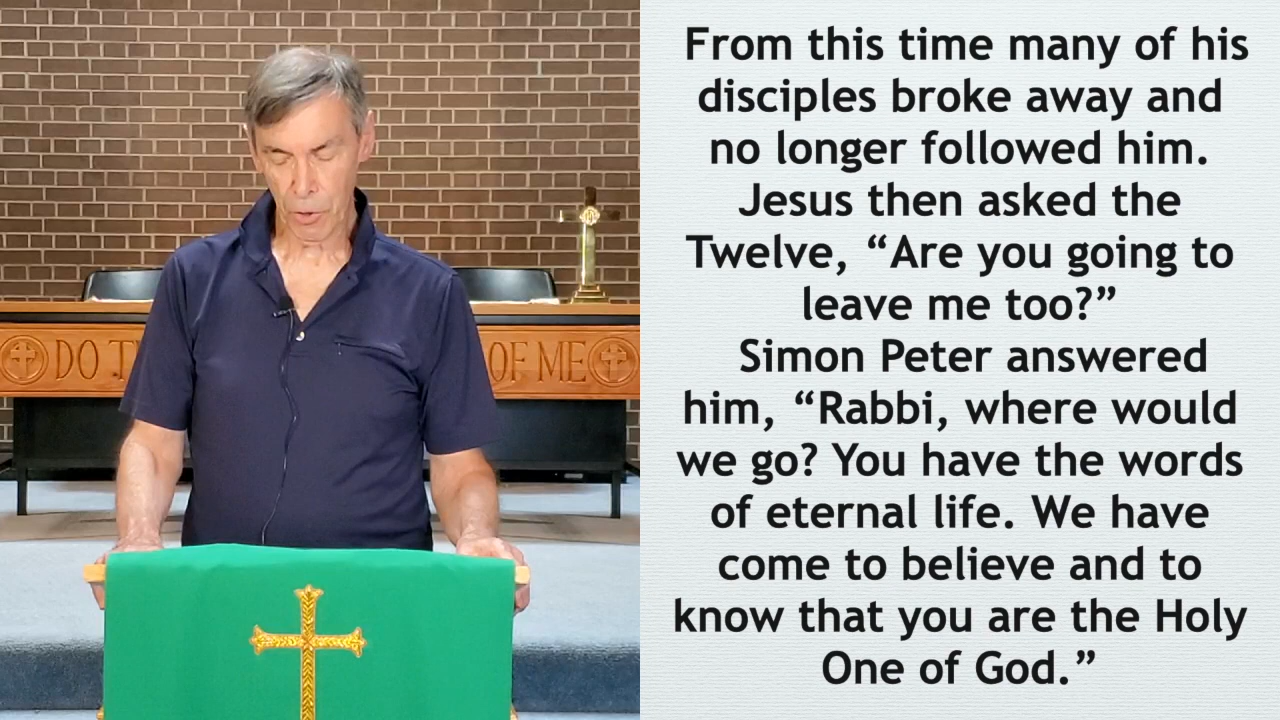 From this time many of his
disciples broke away and
no longer followed him.
Jesus then asked the
Twelve, “Are you going to
leave me too?”
Simon Peter answered
him, “Rabbi, where would
we go? You have the words
of eternal life. We have
come to believe and to
know that you are the Holy
One of God.”
DO T OF ME